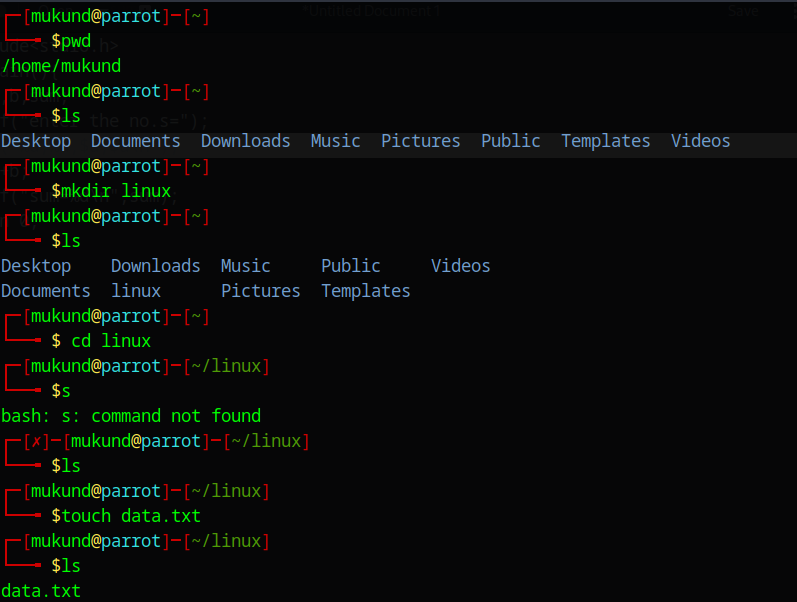 [mukund@parrot]─[~]
$pwd
/home/mukund
[mukund@parrot]─[~]
$ls
Desktop Documents Downloads Music Pictures Public Templates Videos
[mukund@parrot]─[~]
$mkdir linux
[mukund@parrot]─[~]
$ls
Desktop Downloads Music Public Videos
Documents linux Pictures Templates
[mukund@parrot]─[~]
$ cd linux
[mukund@parrot]─[~/linux]
$s
bash: s: command not found
[✗]─[mukund@parrot]─[~/linux]
$ls
[mukund@parrot]─[~/linux]
$touch data.txt
[mukund@parrot]─[~/linux]
$ls
data.txt